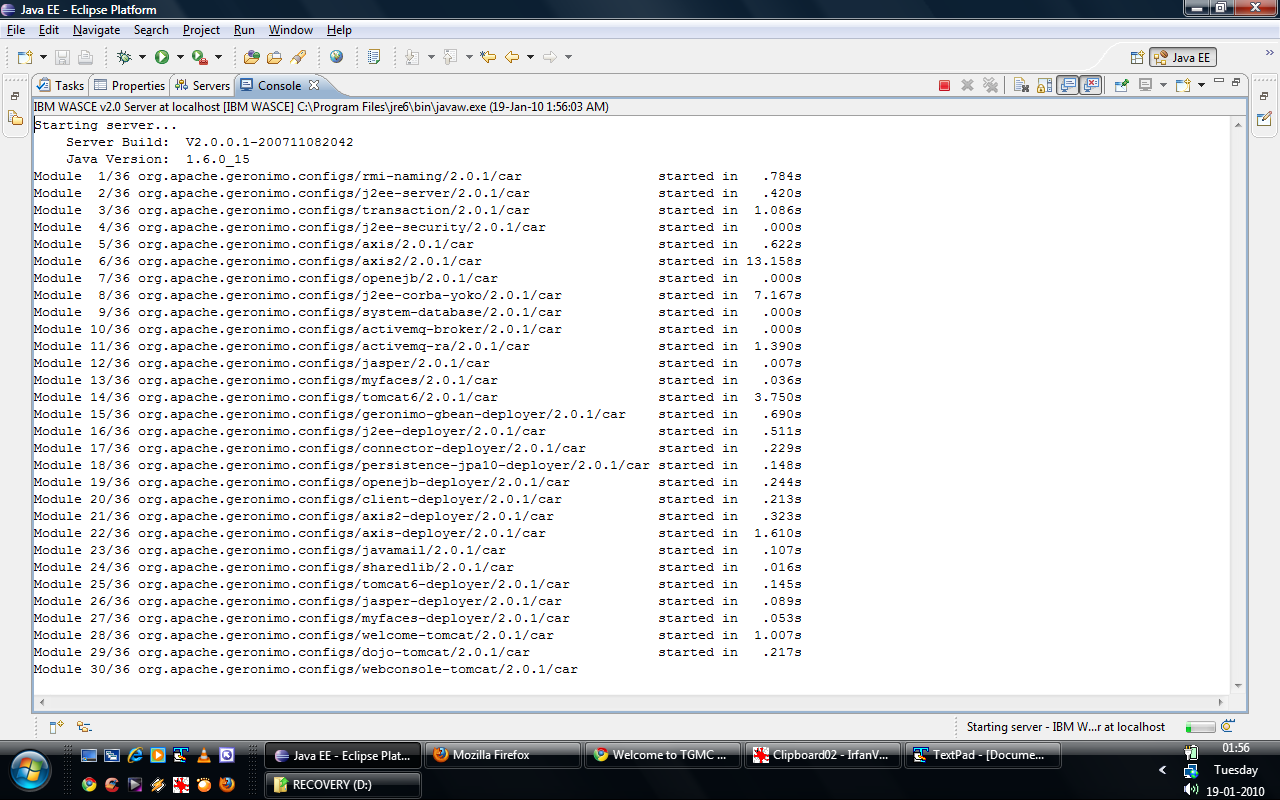 Java EE - Eclipse Platform
File Edit Navigate Search Project Run Window Help
Java EE
Tasks Properties Servers Console
IBM WASCE v2.0 Server at localhost [IBM WASCE] C:\Program Files\jre6\bin\javaw.exe (19-Jan-10 1:56:03 AM)
Starting server...
Server Build: V2.0.0.1-200711082042
Java Version: 1.6.0_15
Module 1/36 org.apache.geronimo.configs/rmi-naming/2.0.1/car started in .784s
Module 2/36 org.apache.geronimo.configs/j2ee-server/2.0.1/car started in .420s
Module 3/36 org.apache.geronimo.configs/transaction/2.0.1/car started in 1.086s
Module 4/36 org.apache.geronimo.configs/j2ee-security/2.0.1/car started in .000s
Module 5/36 org.apache.geronimo.configs/axis/2.0.1/car started in .622s
Module 6/36 org.apache.geronimo.configs/axis2/2.0.1/car started in 13.158s
Module 7/36 org.apache.geronimo.configs/openejb/2.0.1/car started in .000s
Module 8/36 org.apache.geronimo.configs/j2ee-corba-yoko/2.0.1/car started in 7.167s
Module 9/36 org.apache.geronimo.configs/system-database/2.0.1/car started in .000s
Module 10/36 org.apache.geronimo.configs/activemq-broker/2.0.1/car started in .000s
Module 11/36 org.apache.geronimo.configs/activemq-ra/2.0.1/car started in 1.390s
Module 12/36 org.apache.geronimo.configs/jasper/2.0.1/car started in .007s
Module 13/36 org.apache.geronimo.configs/myfaces/2.0.1/car started in .036s
Module 14/36 org.apache.geronimo.configs/tomcat6/2.0.1/car started in 3.750s
Module 15/36 org.apache.geronimo.configs/geronimo-gbean-deployer/2.0.1/car started in .690s
Module 16/36 org.apache.geronimo.configs/j2ee-deployer/2.0.1/car started in .511s
Module 17/36 org.apache.geronimo.configs/connector-deployer/2.0.1/car started in .229s
Module 18/36 org.apache.geronimo.configs/persistence-jpa10-deployer/2.0.1/car started in .148s
Module 19/36 org.apache.geronimo.configs/openejb-deployer/2.0.1/car started in .244s
Module 20/36 org.apache.geronimo.configs/client-deployer/2.0.1/car started in .213s
Module 21/36 org.apache.geronimo.configs/axis2-deployer/2.0.1/car started in .323s
Module 22/36 org.apache.geronimo.configs/axis-deployer/2.0.1/car started in 1.610s
Module 23/36 org.apache.geronimo.configs/javamail/2.0.1/car started in .107s
Module 24/36 org.apache.geronimo.configs/sharedlib/2.0.1/car started in .016s
Module 25/36 org.apache.geronimo.configs/tomcat6-deployer/2.0.1/car started in .145s
Module 26/36 org.apache.geronimo.configs/jasper-deployer/2.0.1/car started in .089s
Module 27/36 org.apache.geronimo.configs/myfaces-deployer/2.0.1/car started in .053s
Module 28/36 org.apache.geronimo.configs/welcome-tomcat/2.0.1/car started in 1.007s
Module 29/36 org.apache.geronimo.configs/dojo-tomcat/2.0.1/car started in .217s
Module 30/36 org.apache.geronimo.configs/webconsole-tomcat/2.0.1/car
Starting server - IBM W...r at localhost
Java EE - Eclipse Plat... Mozilla Firefox Welcome to TGMC ... Clipboard02 - IrfanV... TextPad - [Docume...
RECOVERY (D:)
01:56
Tuesday
19-01-2010